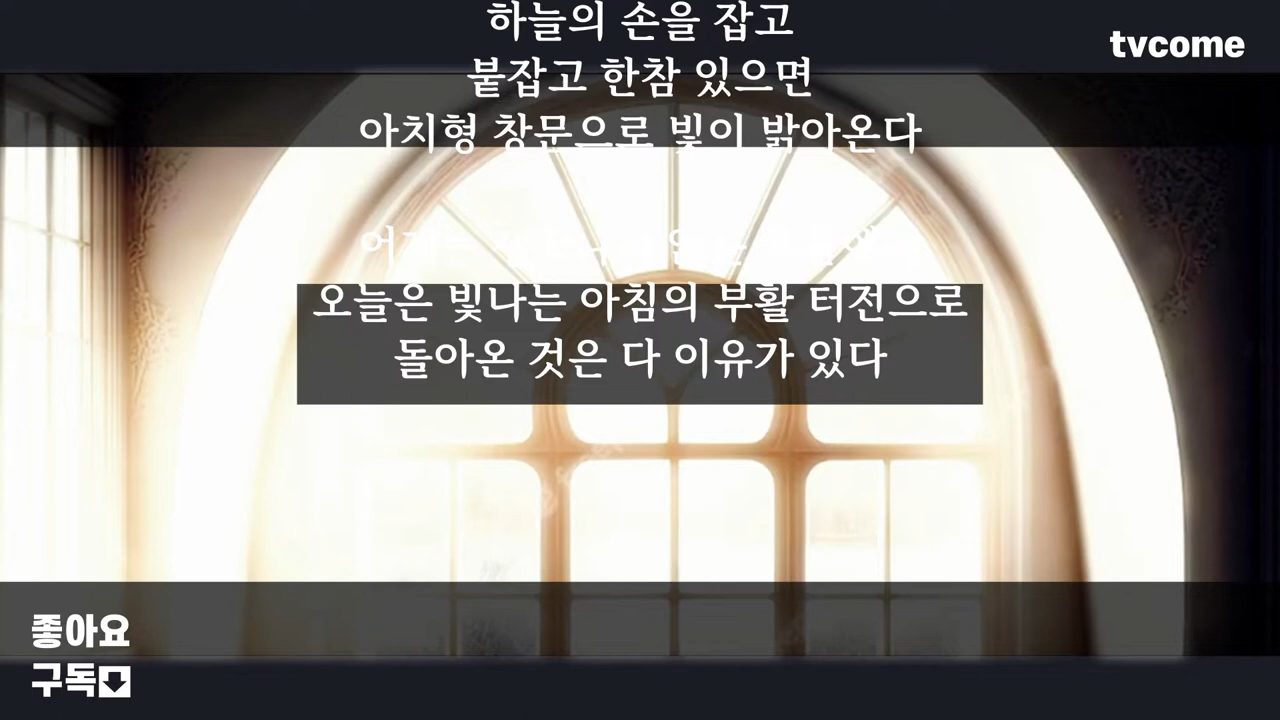 하늘의 손을 잡고
tvcome
붙잡고 한참 있으면
아치형 창문으로 빛이 밝아온다
오늘은 빛나는 아침의 부활 터전으로
돌아온 것은 다 이유가 있다
좋아요
구독